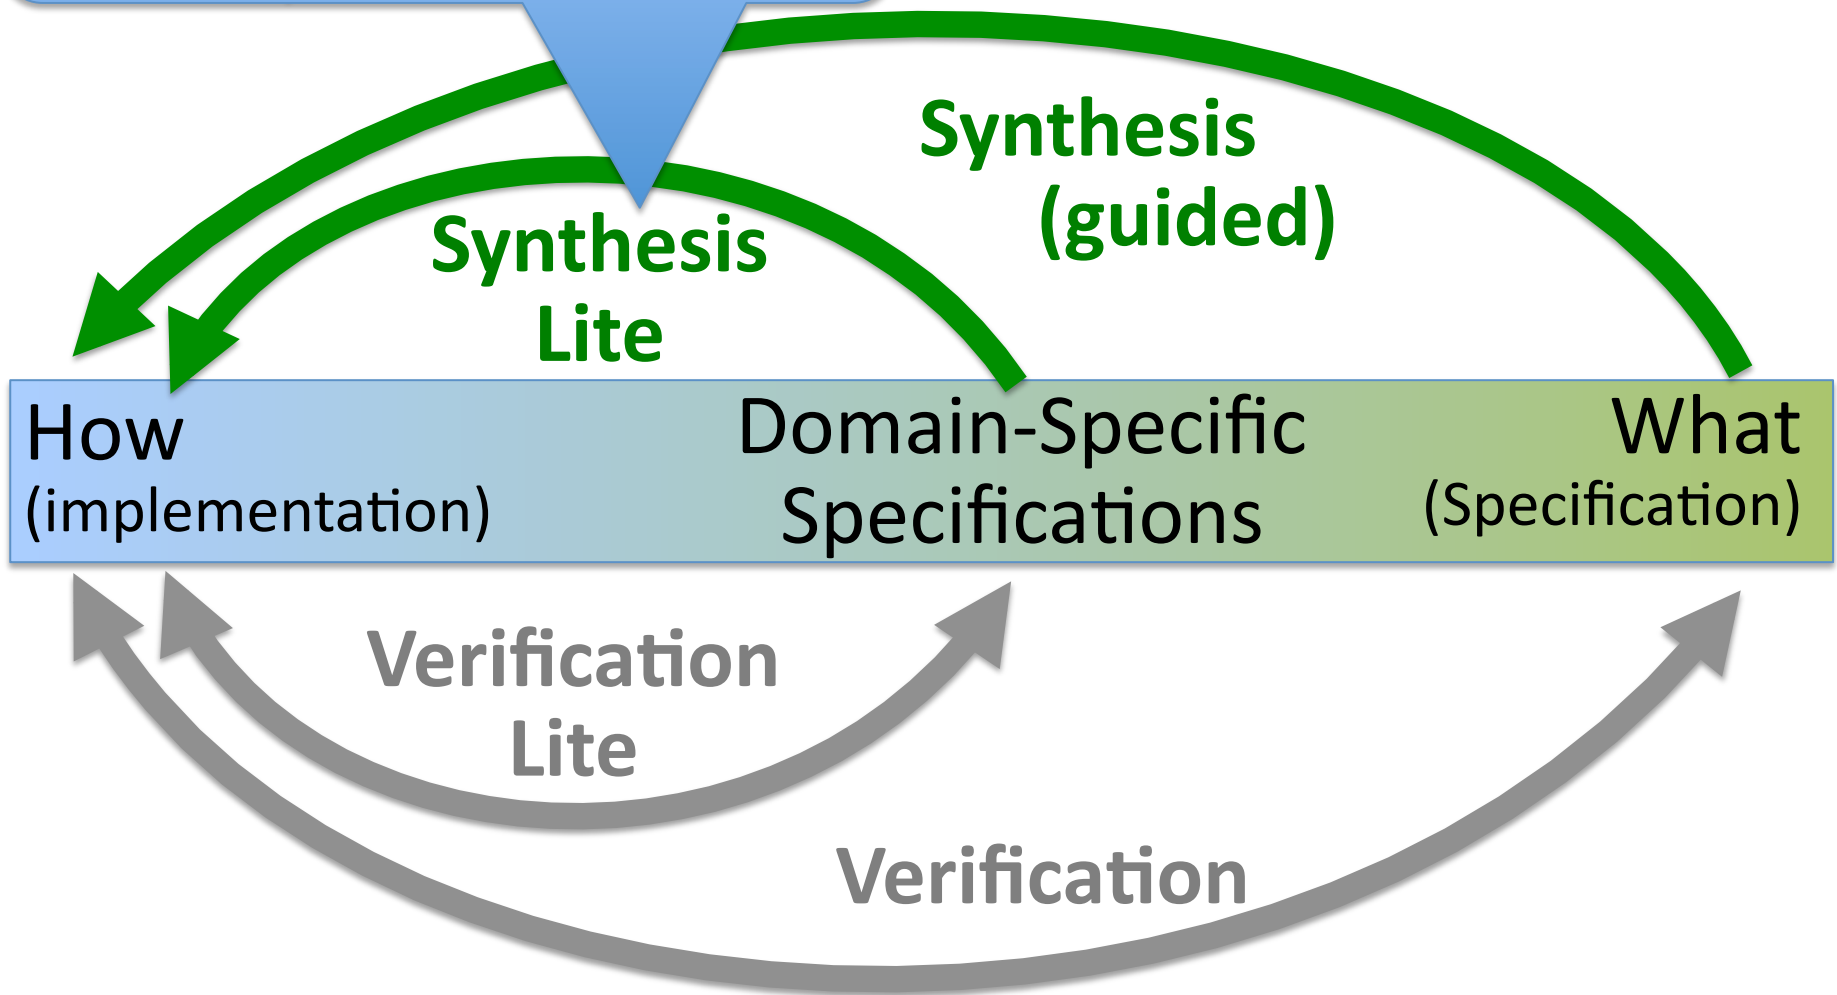 Synthesis
(guided)
Synthesis
Lite
How
(implementation)
Domain-Specific
Specifications
What
(Specification)
Verification
Lite
Verification